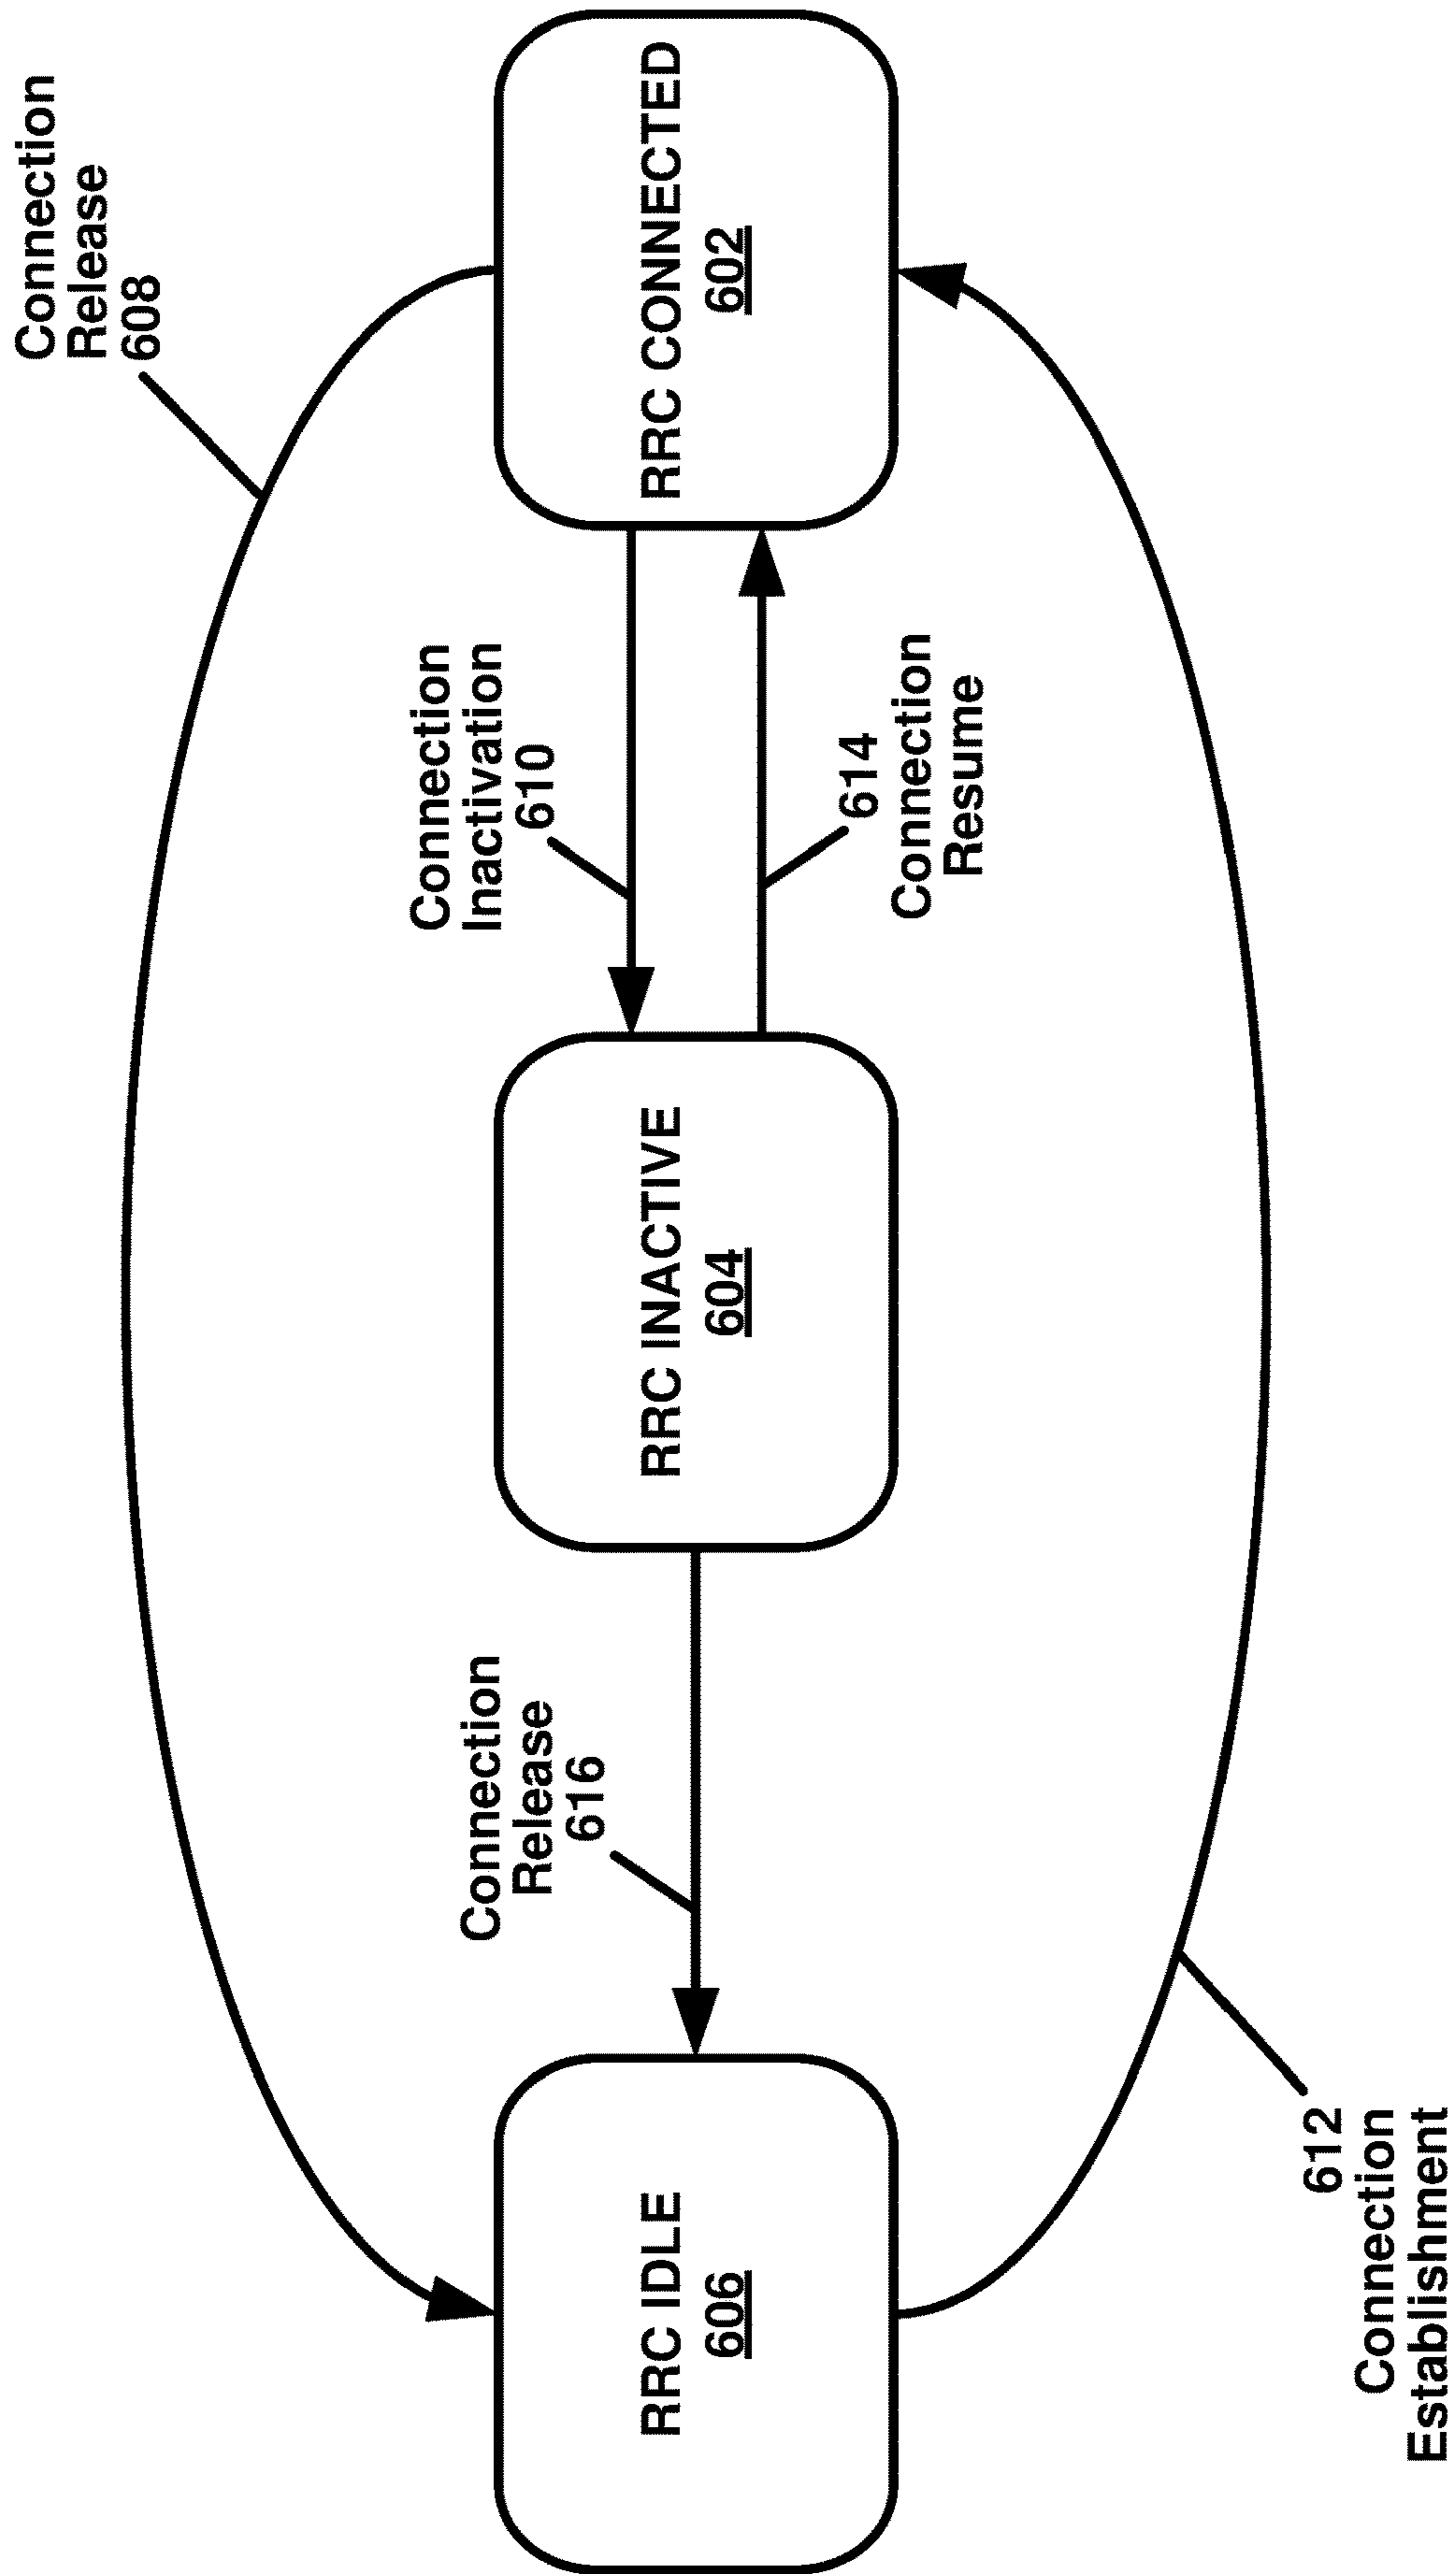 Connection
Release
608
Connection
Release
616
Connection
Inactivation
610
RRC IDLE
606
RRC INACTIVE
604
RRC CONNECTED
602
614
Connection
Resume
612
Connection
Establishment